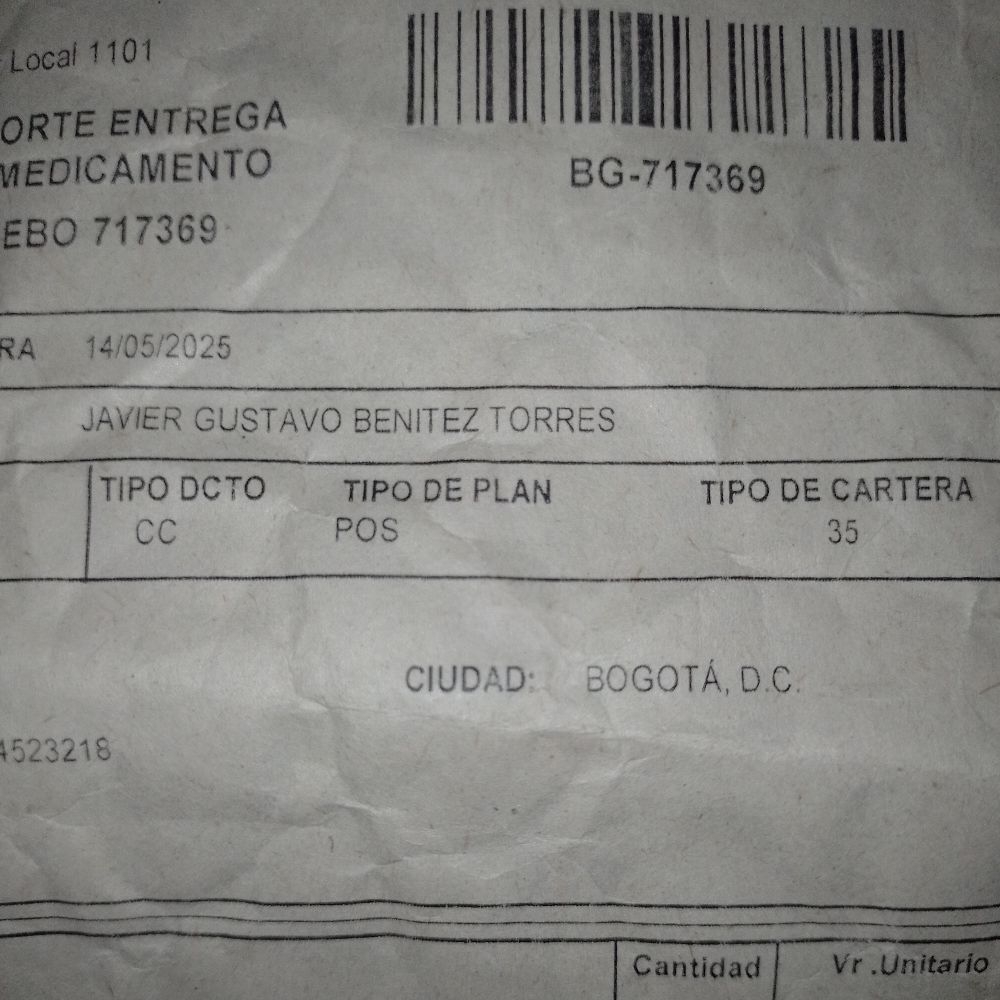 Local 1101
ORTE ENTREGA
MEDICAMENTO
BG-717369
EBO 717369
RA 14/05/2025
JAVIER GUSTAVO BENITEZ TORRES
TIPO DCTO TIPO DE PLAN TIPO DE CARTERA
CC POS 35
CIUDAD: BOGOTÁ, D.C.
4523218
Cantidad Vr .Unitario